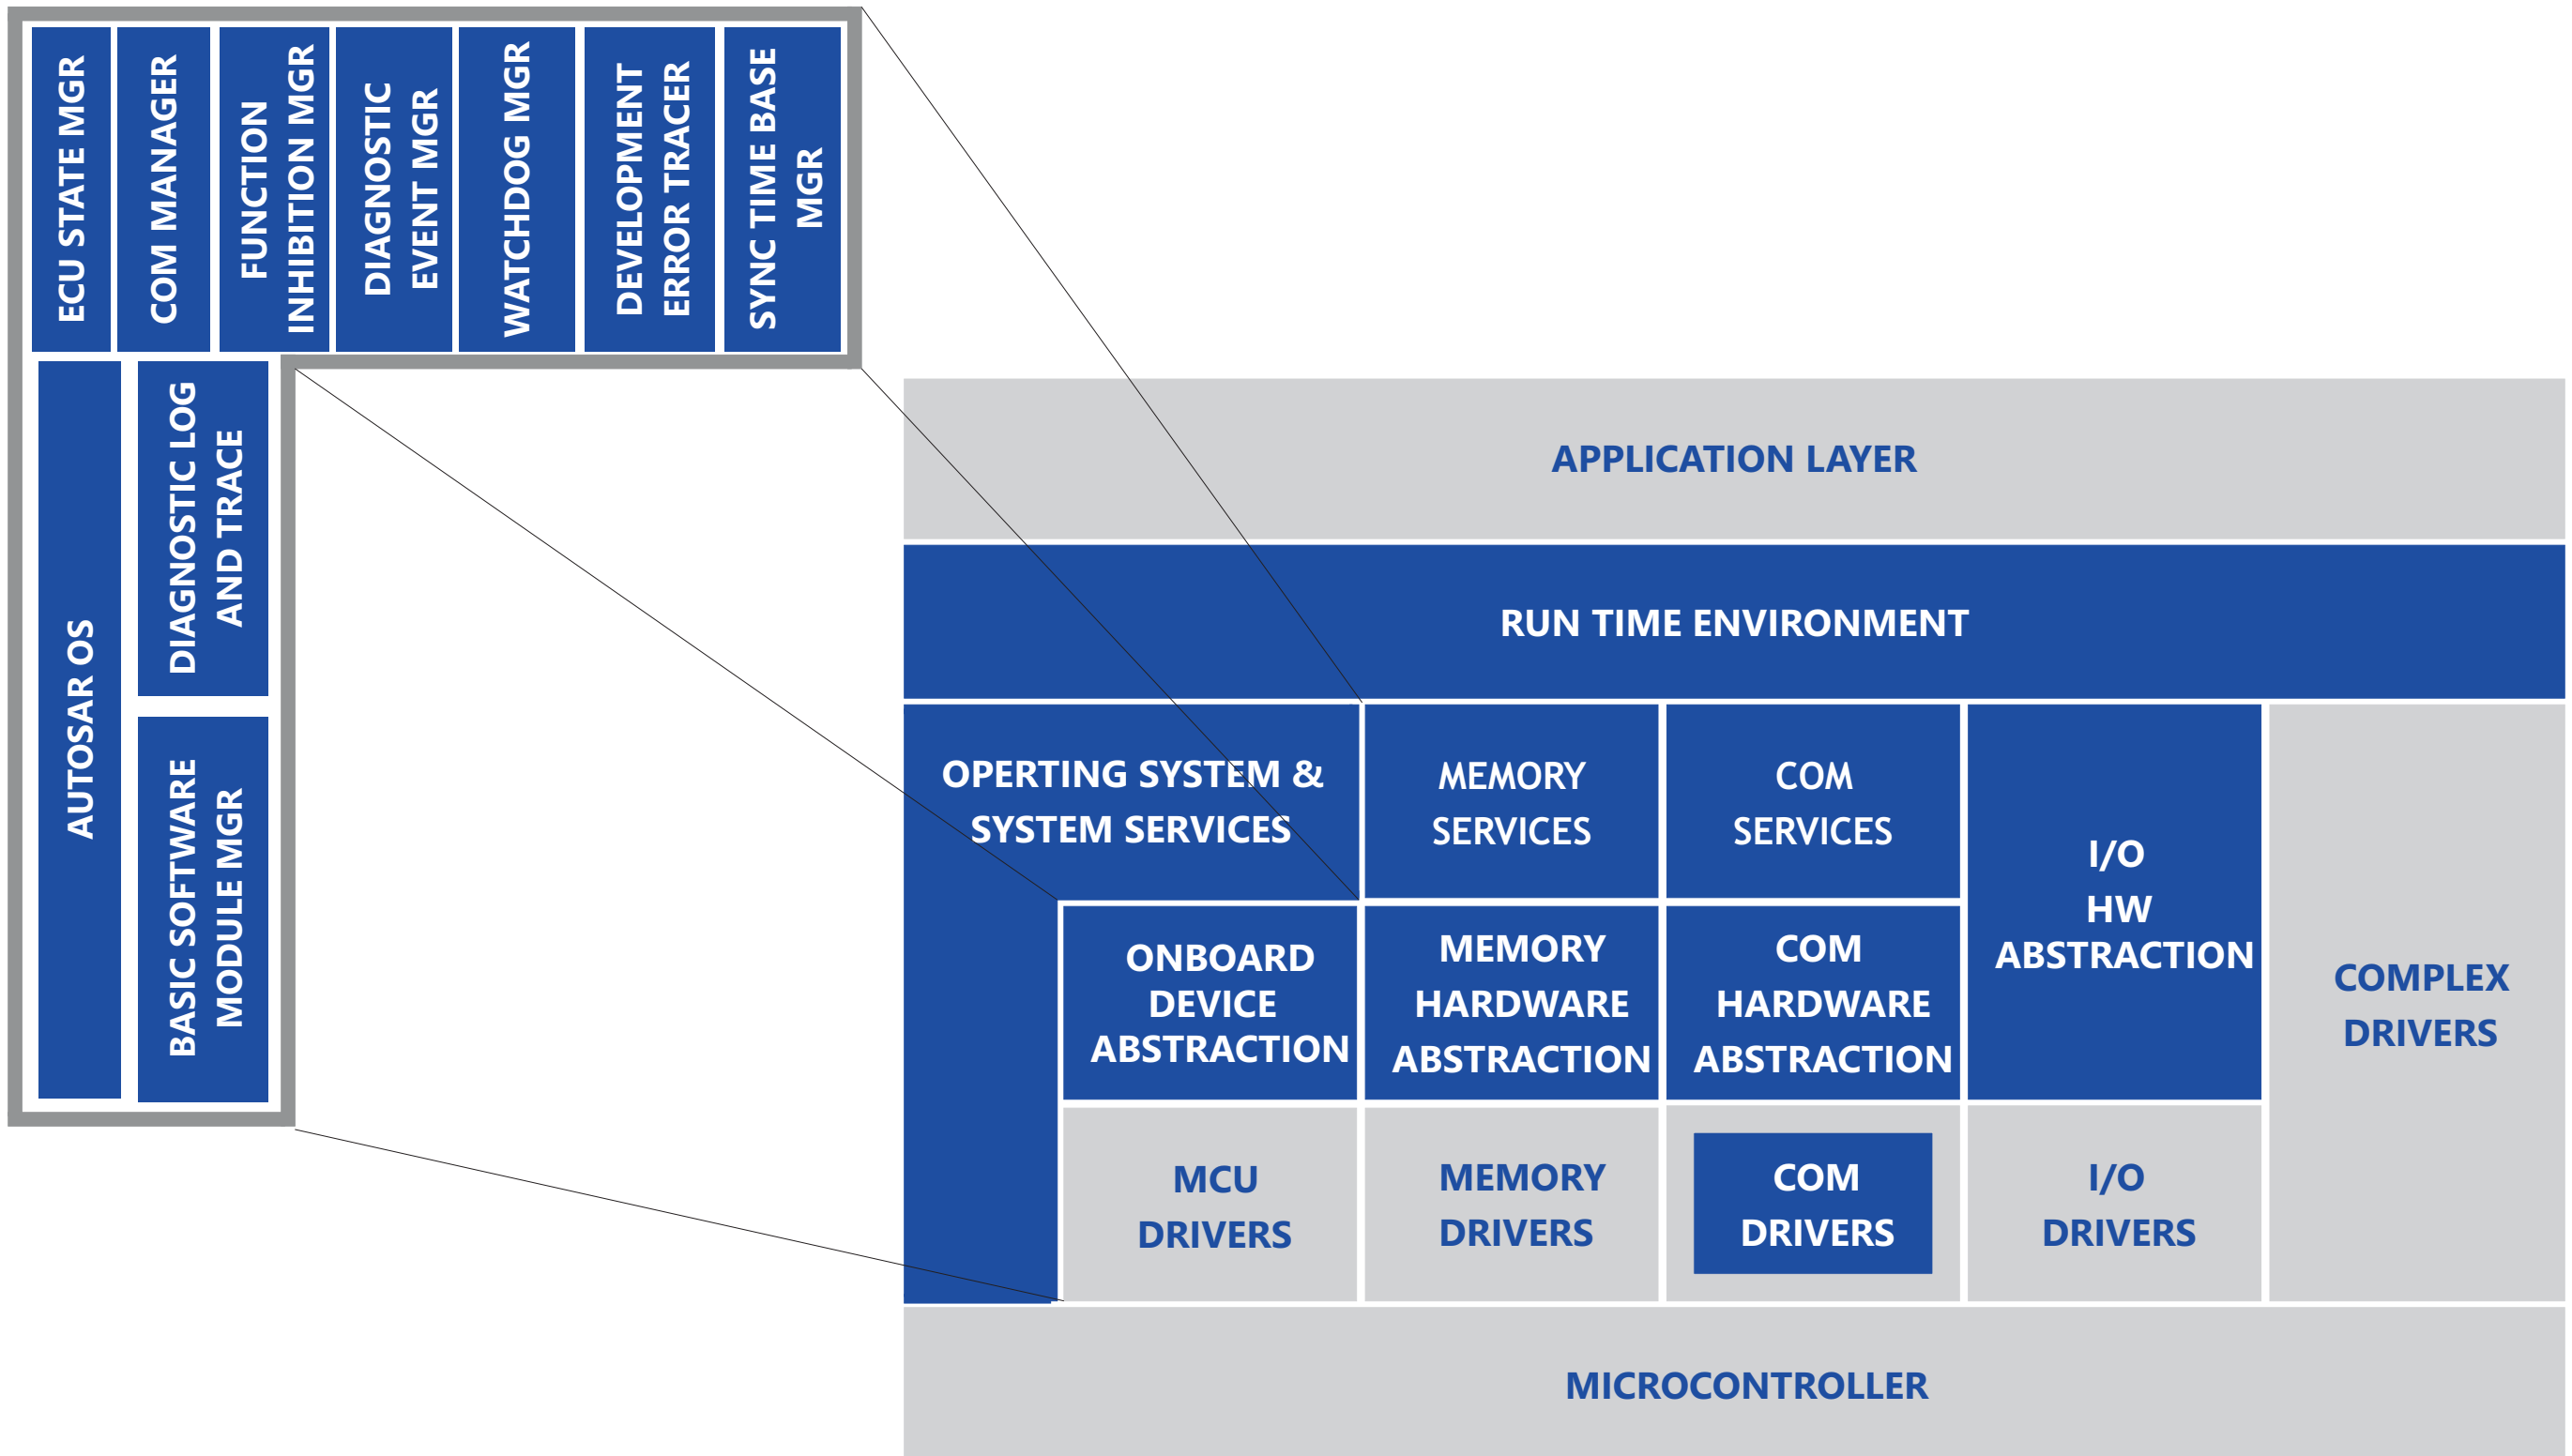 ECU STATE MGR
COM MANAGER
FUNCTION
INHIBITION MGR
DIAGNOSTIC
EVENT MGR
WATCHDOG MGR
DEVELOPMENT
ERROR TRACER
SYNC TIME BASE
MGR
AUTOSAR OS
DIAGNOSTIC LOG
AND TRACE
BASIC SOFTWARE
MODULE MGR
APPLICATION LAYER
RUN TIME ENVIRONMENT
OPERTING SYSTEM &
SYSTEM SERVICES
MEMORY
SERVICES
COM
SERVICES
I/O
HW
ABSTRACTION
COMPLEX
DRIVERS
ONBOARD
DEVICE
ABSTRACTION
MEMORY
HARDWARE
ABSTRACTION
COM
HARDWARE
ABSTRACTION
MCU
DRIVERS
MEMORY
DRIVERS
COM
DRIVERS
I/O
DRIVERS
MICROCONTROLLER